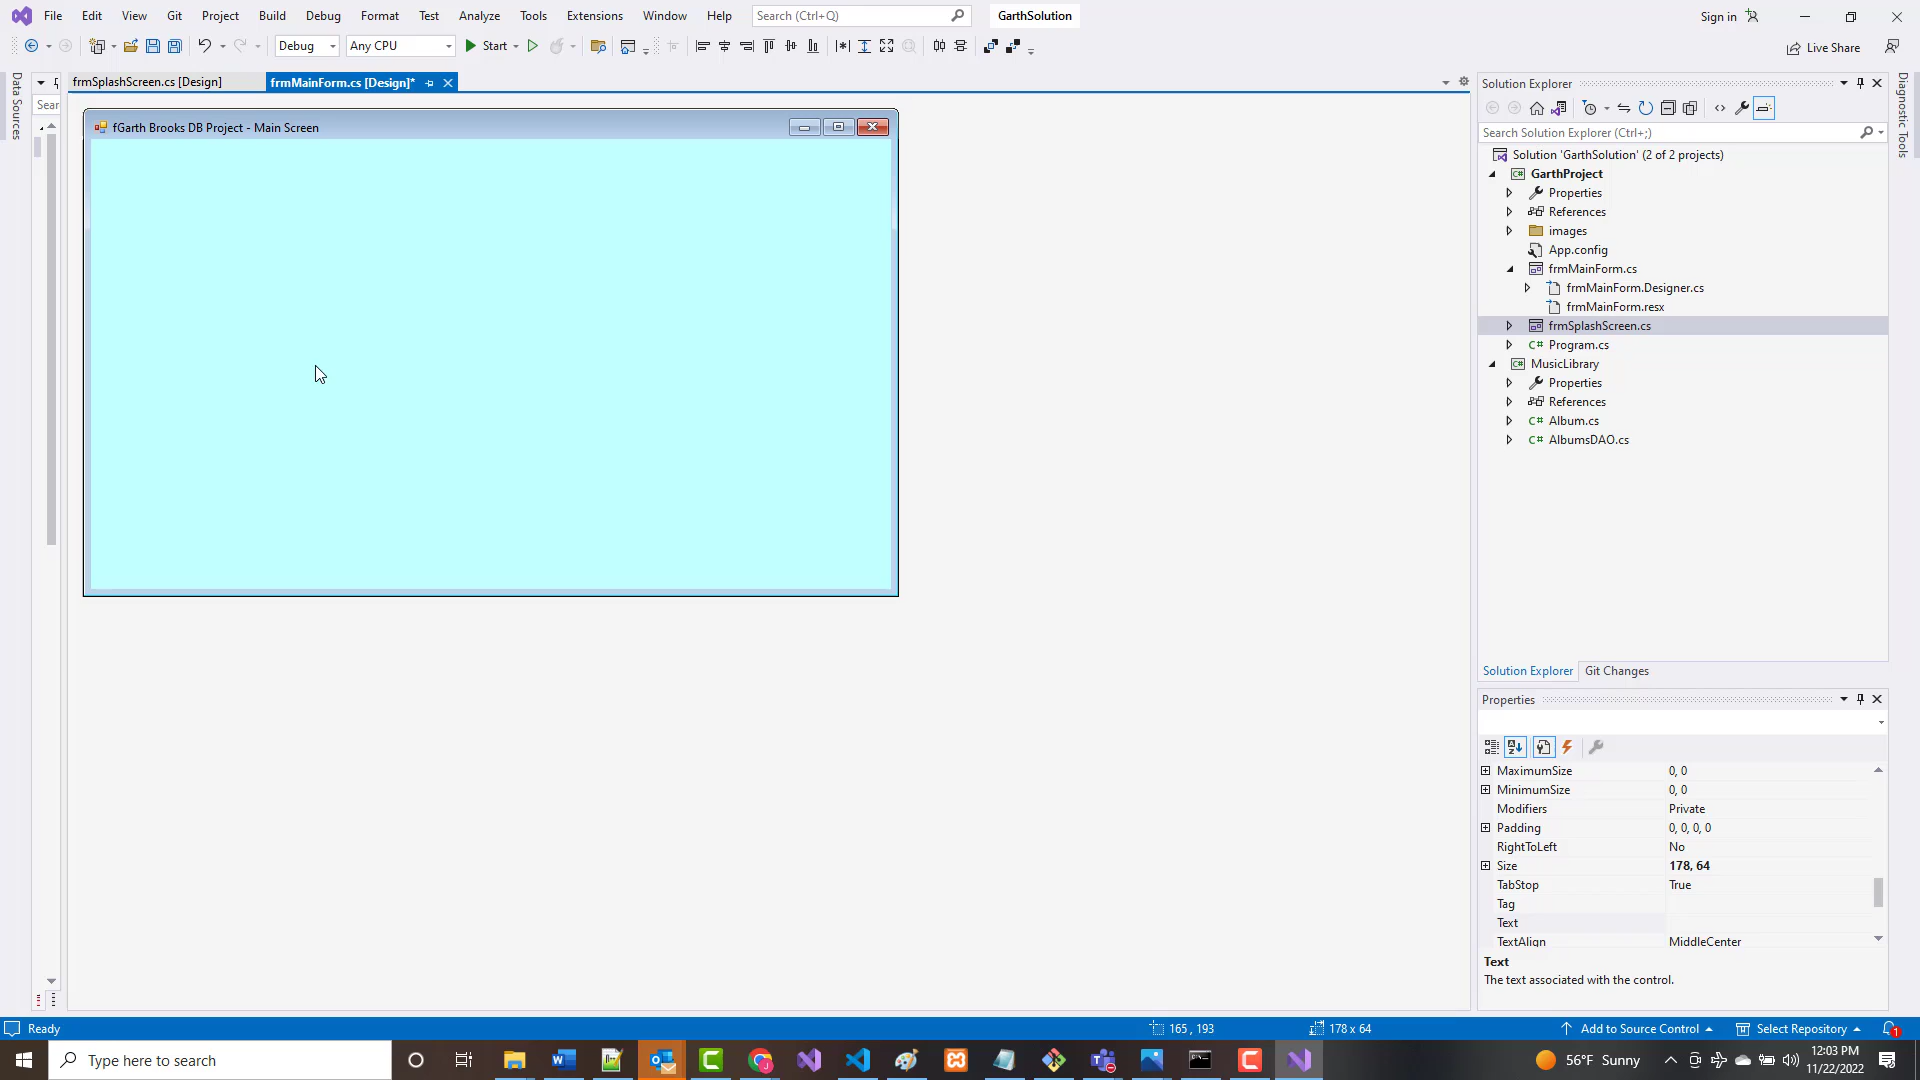 File Edit View Git Project Build Debug Format Test Analyze Tools Extensions Window Help Search (Ctrl+Q) GarthSolution Sign in
Debug Any CPU Start Live Share
Data Sources
frmSplashScreen.cs [Design] frmMainForm.cs [Design]*
Sear
fGarth Brooks DB Project - Main Screen
Solution Explorer
Search Solution Explorer (Ctrl+;)
Solution 'GarthSolution' (2 of 2 projects)
GarthProject
Properties
References
images
App.config
frmMainForm.cs
frmMainForm.Designer.cs
frmMainForm.resx
frmSplashScreen.cs
C# Program.cs
MusicLibrary
Properties
References
C# Album.cs
C# AlbumsDAO.cs
Solution Explorer Git Changes
Diagnostic Tools
Properties
MaximumSize 0, 0
MinimumSize 0, 0
Modifiers Private
Padding 0, 0, 0, 0
RightToLeft No
Size 178, 64
TabStop True
Tag
Text
TextAlign MiddleCenter
Text
The text associated with the control.
Ready 165 , 193 178 x 64 Add to Source Control Select Repository 1
Type here to search 56°F Sunny 12:03 PM
11/22/2022